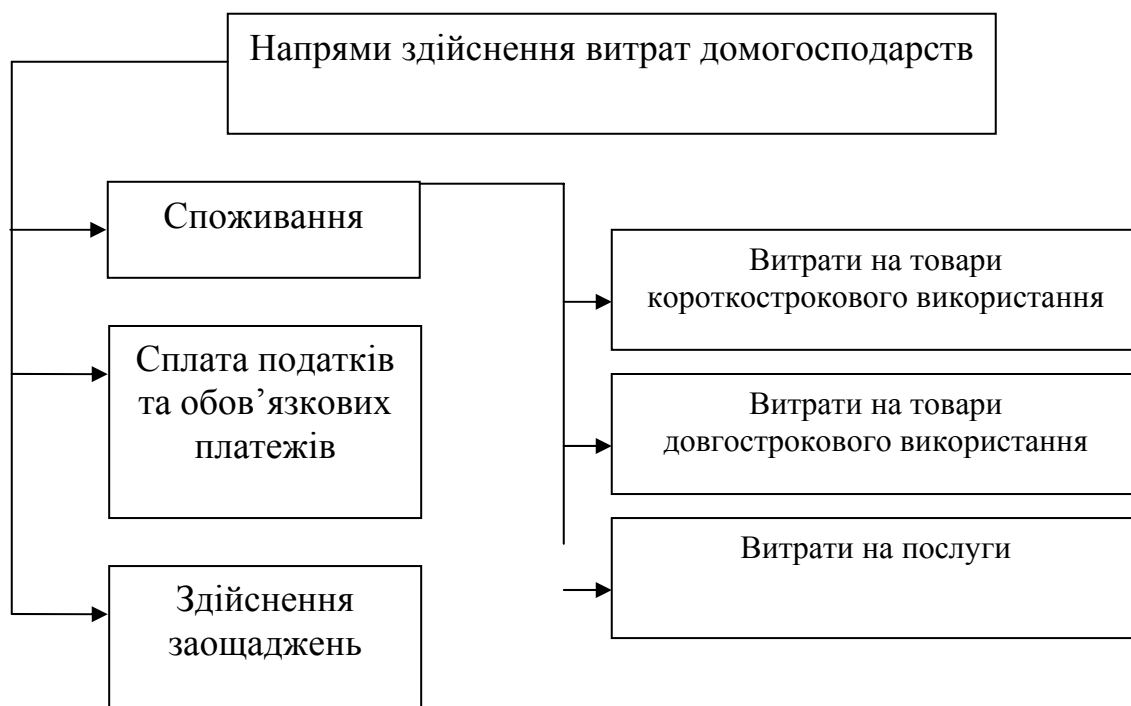 Напрями здійснення витрат домогосподарств
Споживання
Сплата податків
та обов’язкових
платежів
Здійснення
заощаджень
Витрати на товари
короткострокового використання
Витрати на товари
довгострокового використання
Витрати на послуги